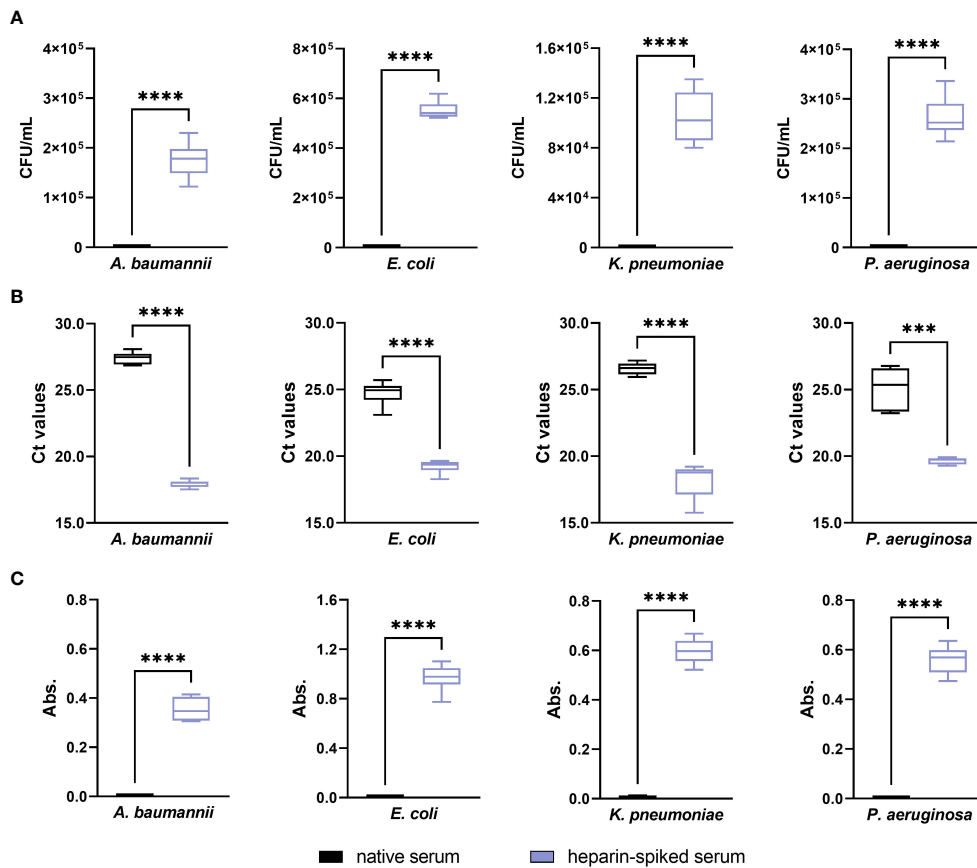 A
CFU/mL
4×10⁵
3×10⁵
2×10⁵
1×10⁵
0
****
A. baumannii
CFU/mL
8×10⁵
6×10⁵
4×10⁵
2×10⁵
0
****
E. coli
CFU/mL
1.6×10⁵
1.2×10⁵
8×10⁴
4×10⁴
0
****
K. pneumoniae
CFU/mL
4×10⁵
3×10⁵
2×10⁵
1×10⁵
0
****
P. aeruginosa
B
Ct values
30.0
25.0
20.0
15.0
****
A. baumannii
Ct values
30.0
25.0
20.0
15.0
****
E. coli
Ct values
30.0
25.0
20.0
15.0
****
K. pneumoniae
Ct values
30.0
25.0
20.0
15.0
***
P. aeruginosa
C
Abs.
0.8
0.6
0.4
0.2
0.0
****
A. baumannii
Abs.
1.6
1.2
0.8
0.4
0.0
****
E. coli
Abs.
0.8
0.6
0.4
0.2
0.0
****
K. pneumoniae
Abs.
0.8
0.6
0.4
0.2
0.0
****
P. aeruginosa
native serum
heparin-spiked serum